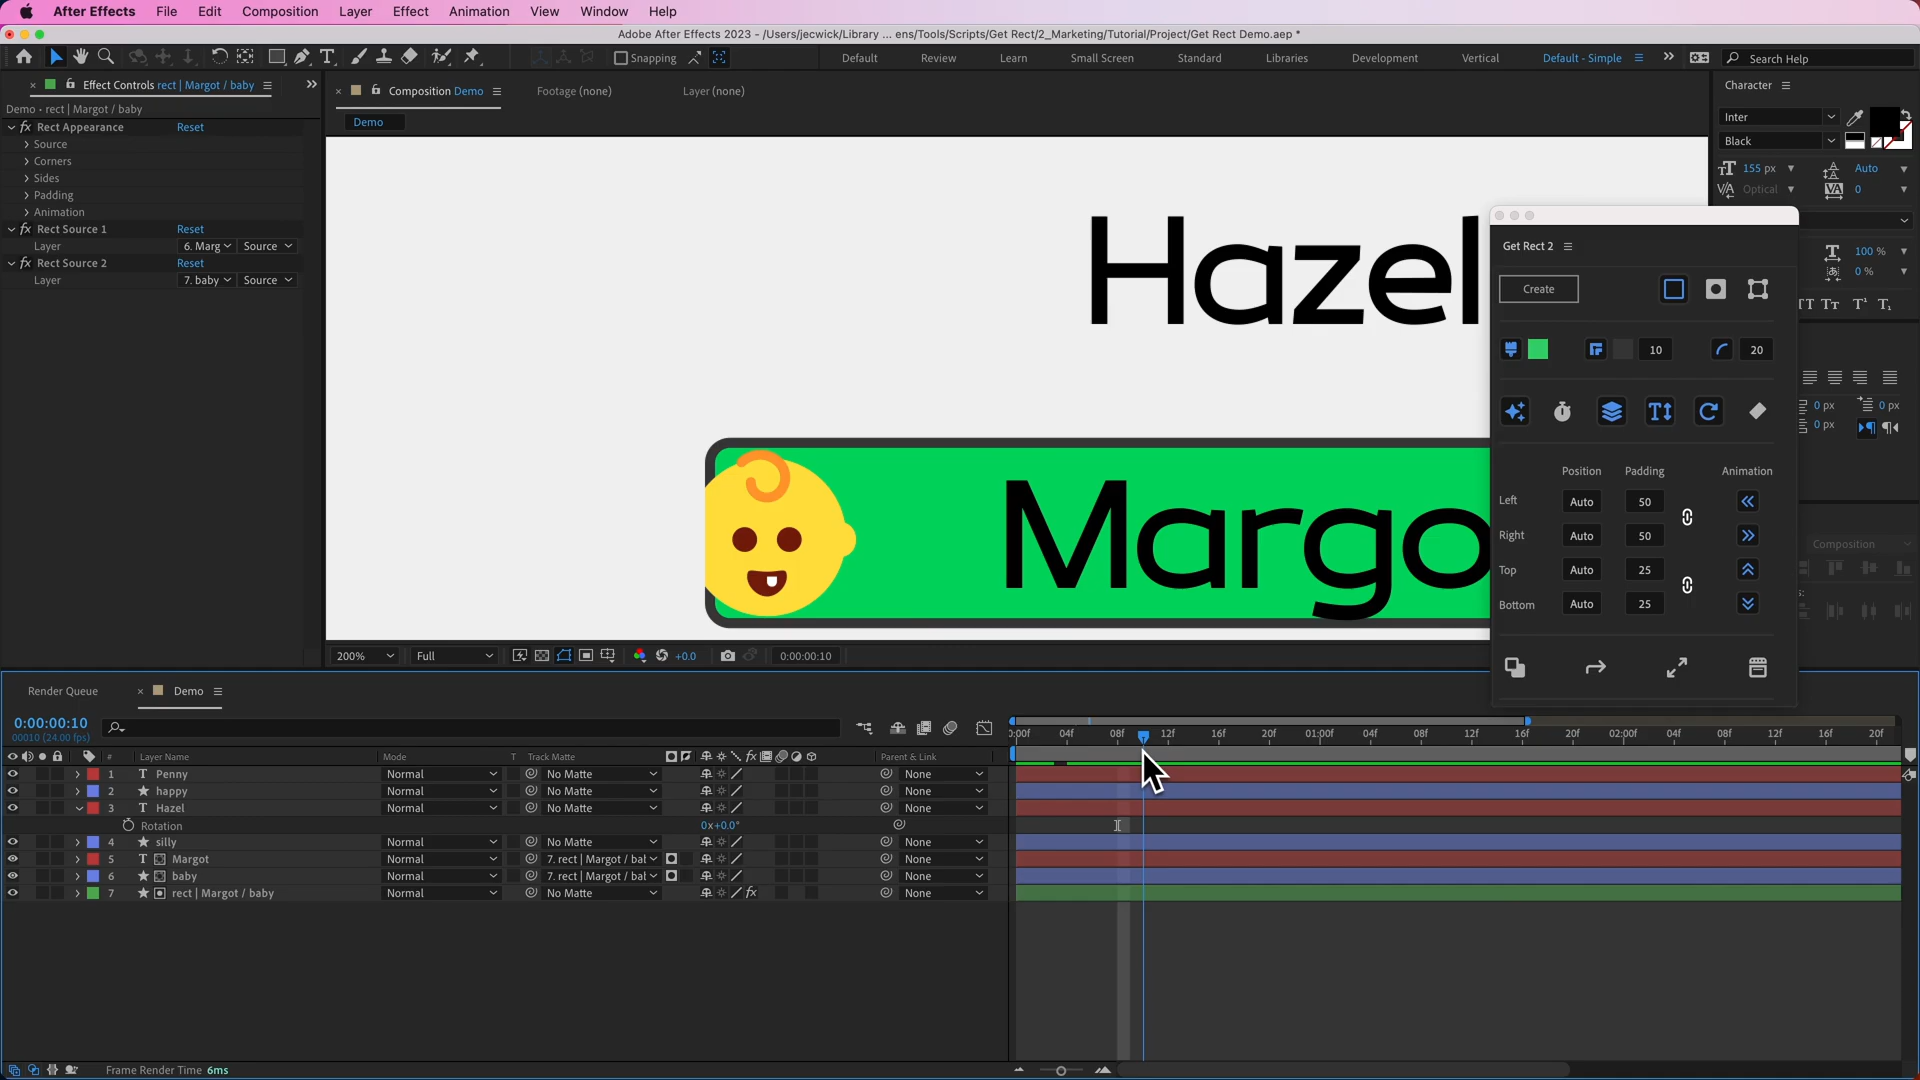 After Effects File Edit Composition Layer Effect Animation View Window Help
Adobe After Effects 2023 - /Users/jecwick/Library ... ens/Tools/Scripts/Get Rect/2_Marketing/Tutorial/Project/Get Rect Demo.aep *
Snapping Default Review Learn Small Screen Standard Libraries Development Vertical Default - Simple Search Help
Effect Controls rect | Margot / baby
Composition Demo Footage (none) Layer (none)
Character
Demo • rect | Margot / baby
Demo
Inter
Black
fx Rect Appearance Reset
Source
Corners
Sides
Padding
Animation
fx Rect Source 1 Reset
Layer 6. Marg Source
fx Rect Source 2 Reset
Layer 7. baby Source
155 px Auto
Optical 0
100 %
0 %
0 px 0 px
0 px
Composition
Hazel
Margo
Get Rect 2
Create
10 20
Position Padding Animation
Left Auto 50
Right Auto 50
Top Auto 25
Bottom Auto 25
200% Full +0.0 0:00:00:10
Render Queue Demo
0:00:00:10
00010 (24.00 fps)
:00f 04f 08f 12f 16f 20f 01:00f 04f 08f 12f 16f 20f 02:00f 04f 08f 12f 16f 20f
# Layer Name Mode T Track Matte Parent & Link
1 T Penny Normal No Matte None
2 happy Normal No Matte None
3 T Hazel Normal No Matte None
Rotation 0x+0.0°
4 silly Normal No Matte None
5 T Margot Normal 7. rect | Margot / bal None
6 baby Normal 7. rect | Margot / bal None
7 rect | Margot / baby Normal No Matte fx None
Frame Render Time 6ms